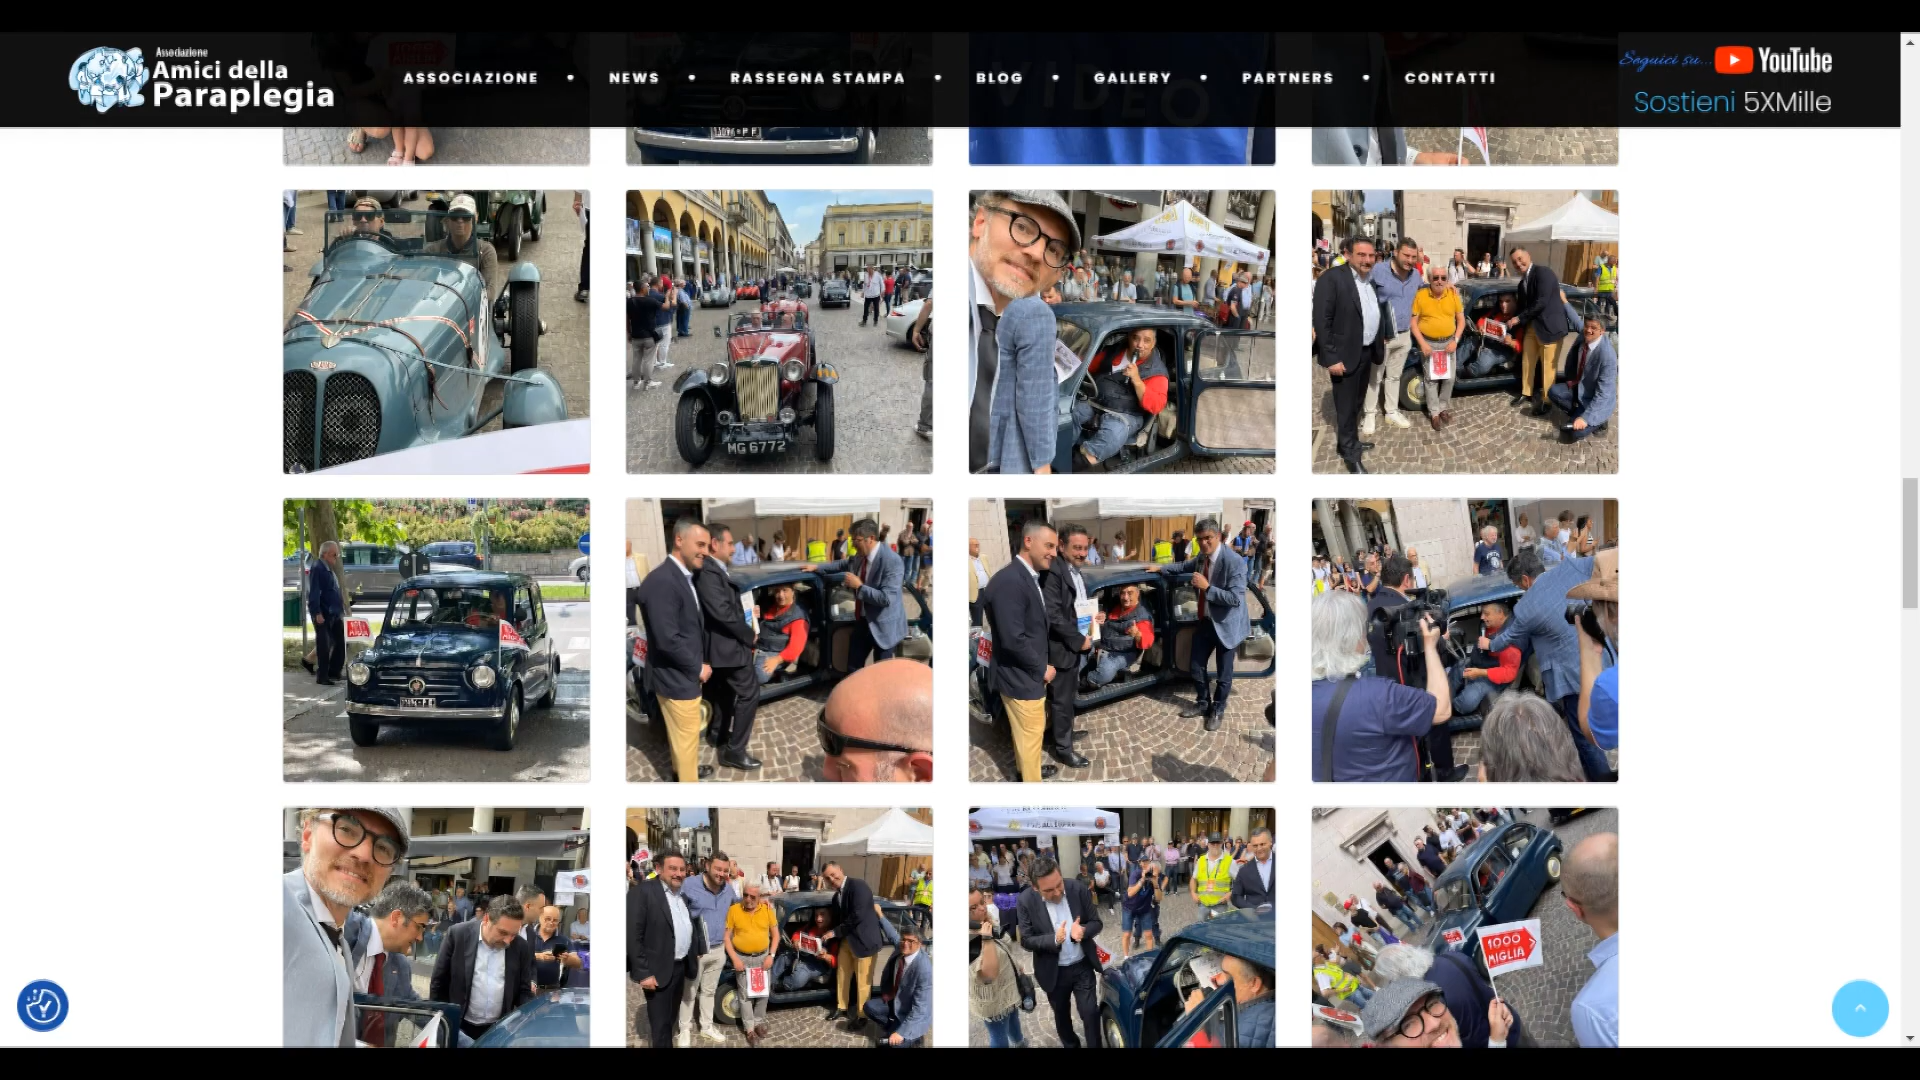 Associazione
Amici della
Paraplegia
ASSOCIAZIONE • NEWS • RASSEGNA STAMPA • BLOG • GALLERY • PARTNERS • CONTATTI
Seguici su... YouTube
Sostieni 5XMille
VIDEO
MG 6772
1000
MIGLIA